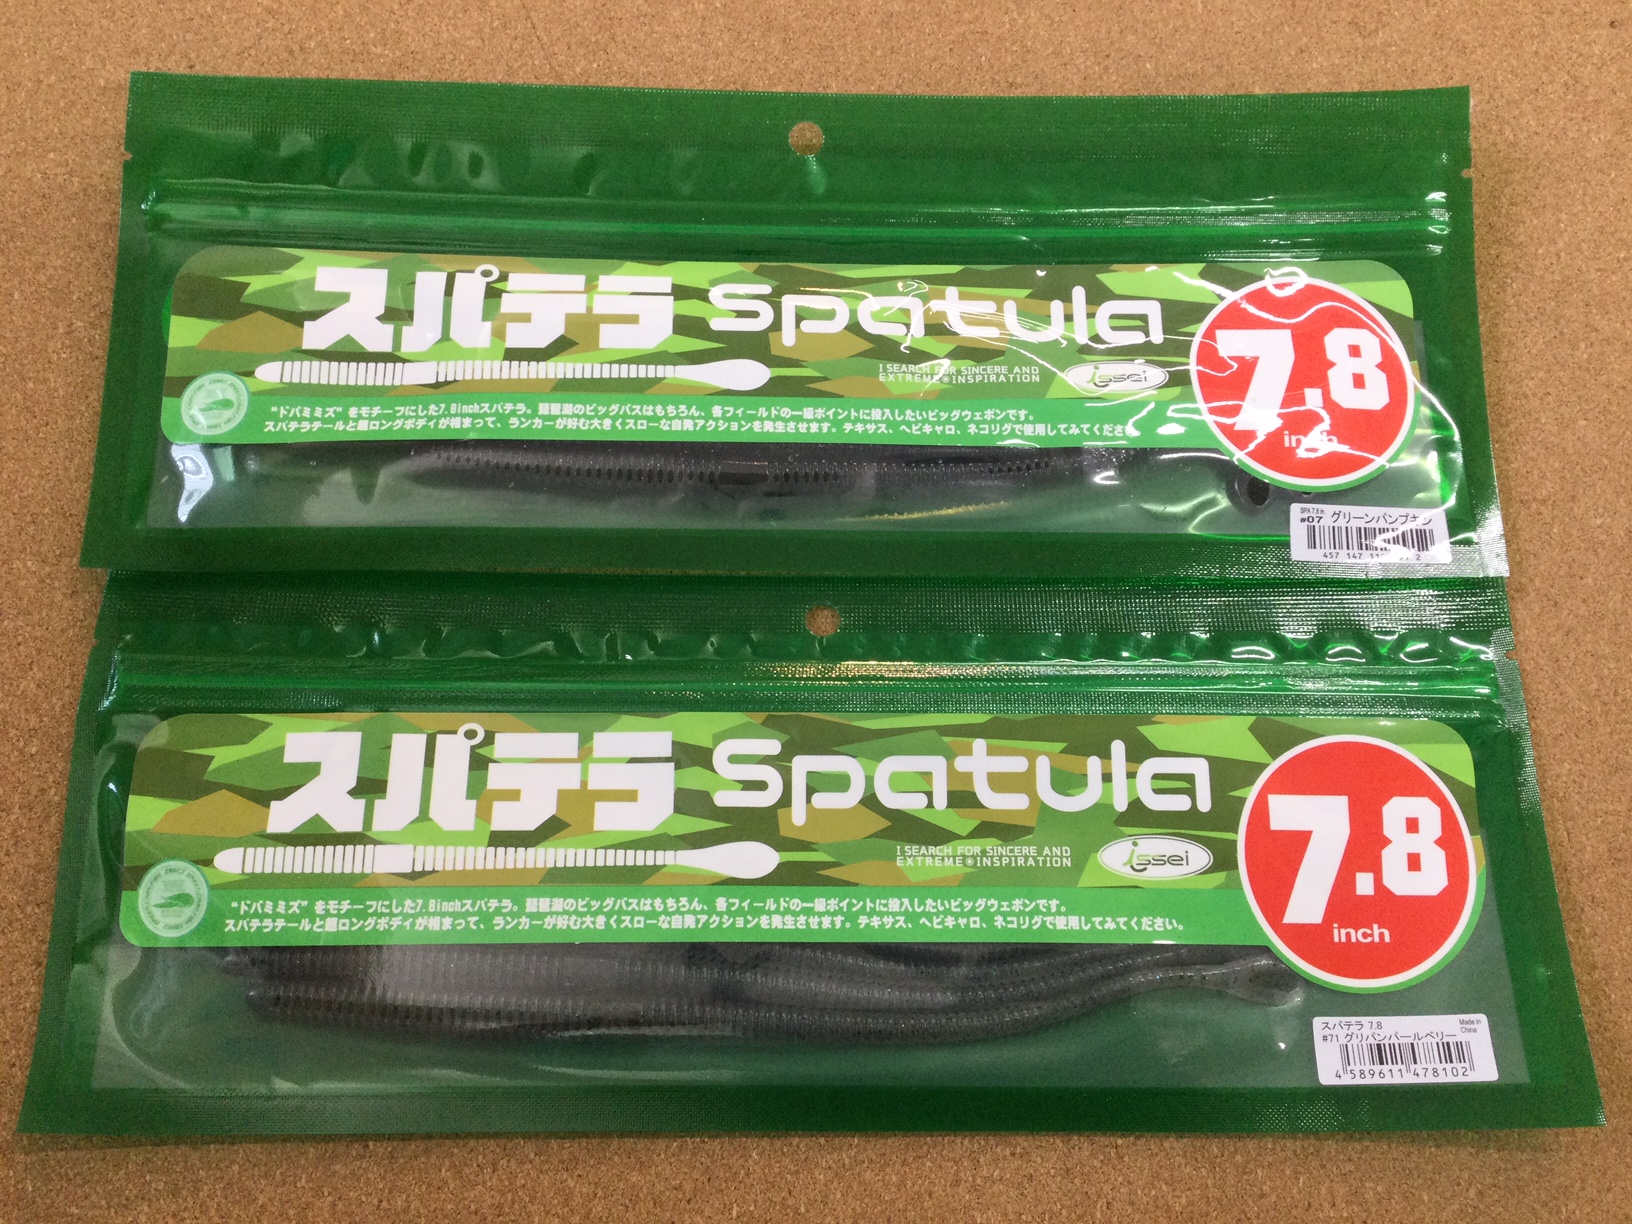 スパテラ Spatula
7.8
inch
I SEARCH FOR SINCERE AND
EXTREME INSPIRATION
issei
"ドバミミズ"をモチーフにした7.8inchスパテラ。琵琶湖のビッグバスはもちろん、各フィールドの一級ポイントに投入したいビッグウェポンです。
スパテラテールと超ロングボディが相まって、ランカーが好む大きくスローな自発アクションを発生させます。テキサス、ヘビキャロ、ネコリグで使用してみてください
SPA 7.8 in.
#07 グリーンパンプキン
457 147
スパテラ Spatula
7.8
inch
I SEARCH FOR SINCERE AND
EXTREME INSPIRATION
issei
"ドバミミズ"をモチーフにした7.8inchスパテラ。琵琶湖のビッグバスはもちろん、各フィールドの一級ポイントに投入したいビッグウェポンです。
スパテラテールと超ロングボディが相まって、ランカーが好む大きくスローな自発アクションを発生させます。テキサス、ヘビキャロ、ネコリグで使用してみてください。
スパテラ 7.8
Made in
China
#71 グリパンパールベリー
4 589611 478102